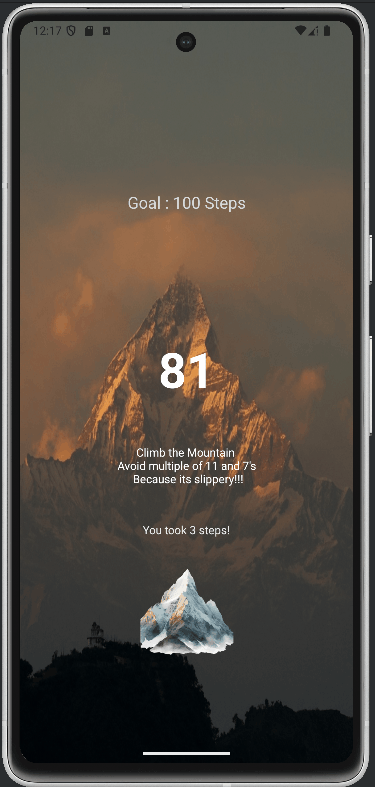 12:17
Goal : 100 Steps
81
Climb the Mountain
Avoid multiple of 11 and 7's
Because its slippery!!!
You took 3 steps!